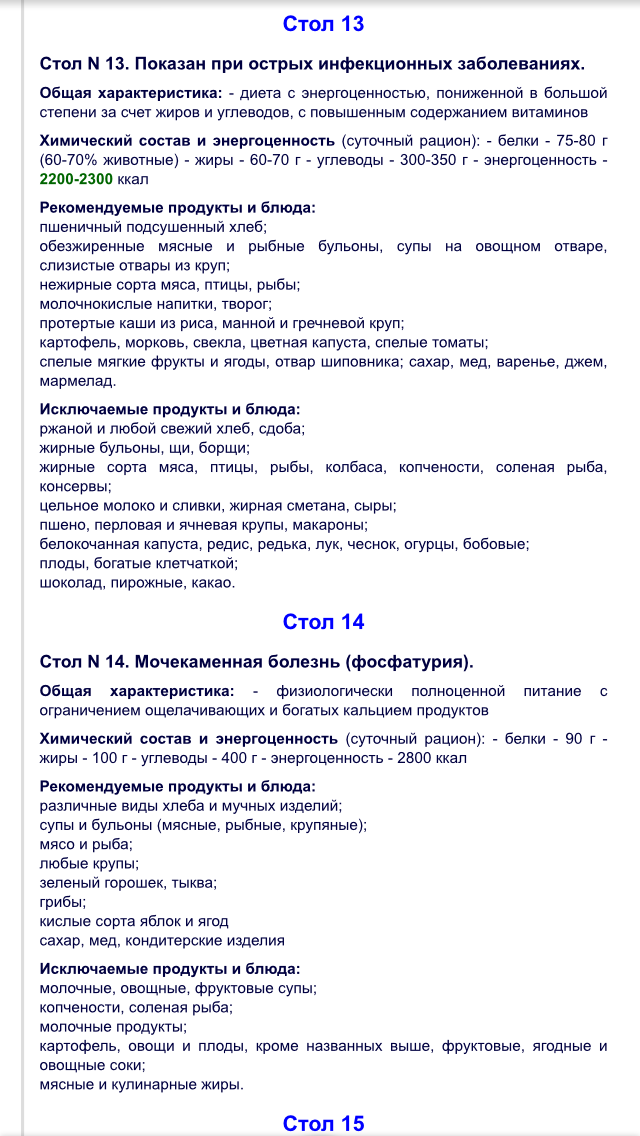 Стол 13
Стол N 13. Показан при острых инфекционных заболеваниях.
Общая характеристика: - диета с энергоценностью, пониженной в большой
степени за счет жиров и углеводов, с повышенным содержанием витаминов
Химический состав и энергоценность (суточный рацион): - белки - 75-80 г
(60-70% животные) - жиры - 60-70 г - углеводы - 300-350 г - энергоценность -
2200-2300 ккал
Рекомендуемые продукты и блюда:
пшеничный подсушенный хлеб;
обезжиренные мясные и рыбные бульоны, супы на овощном отваре,
слизистые отвары из круп;
нежирные сорта мяса, птицы, рыбы;
молочнокислые напитки, творог;
протертые каши из риса, манной и гречневой круп;
картофель, морковь, свекла, цветная капуста, спелые томаты;
спелые мягкие фрукты и ягоды, отвар шиповника; сахар, мед, варенье, джем,
мармелад.
Исключаемые продукты и блюда:
ржаной и любой свежий хлеб, сдоба;
жирные бульоны, щи, борщи;
жирные сорта мяса, птицы, рыбы, колбаса, копчености, соленая рыба,
консервы;
цельное молоко и сливки, жирная сметана, сыры;
пшено, перловая и ячневая крупы, макароны;
белокочанная капуста, редис, редька, лук, чеснок, огурцы, бобовые;
плоды, богатые клетчаткой;
шоколад, пирожные, какао.
Стол 14
Стол N 14. Мочекаменная болезнь (фосфатурия).
Общая характеристика: - физиологически полноценной питание с
ограничением ощелачивающих и богатых кальцием продуктов
Химический состав и энергоценность (суточный рацион): - белки - 90 г -
жиры - 100 г - углеводы - 400 г - энергоценность - 2800 ккал
Рекомендуемые продукты и блюда:
различные виды хлеба и мучных изделий;
супы и бульоны (мясные, рыбные, крупяные);
мясо и рыба;
любые крупы;
зеленый горошек, тыква;
грибы;
кислые сорта яблок и ягод
сахар, мед, кондитерские изделия
Исключаемые продукты и блюда:
молочные, овощные, фруктовые супы;
копчености, соленая рыба;
молочные продукты;
картофель, овощи и плоды, кроме названных выше, фруктовые, ягодные и
овощные соки;
мясные и кулинарные жиры.
Стол 15